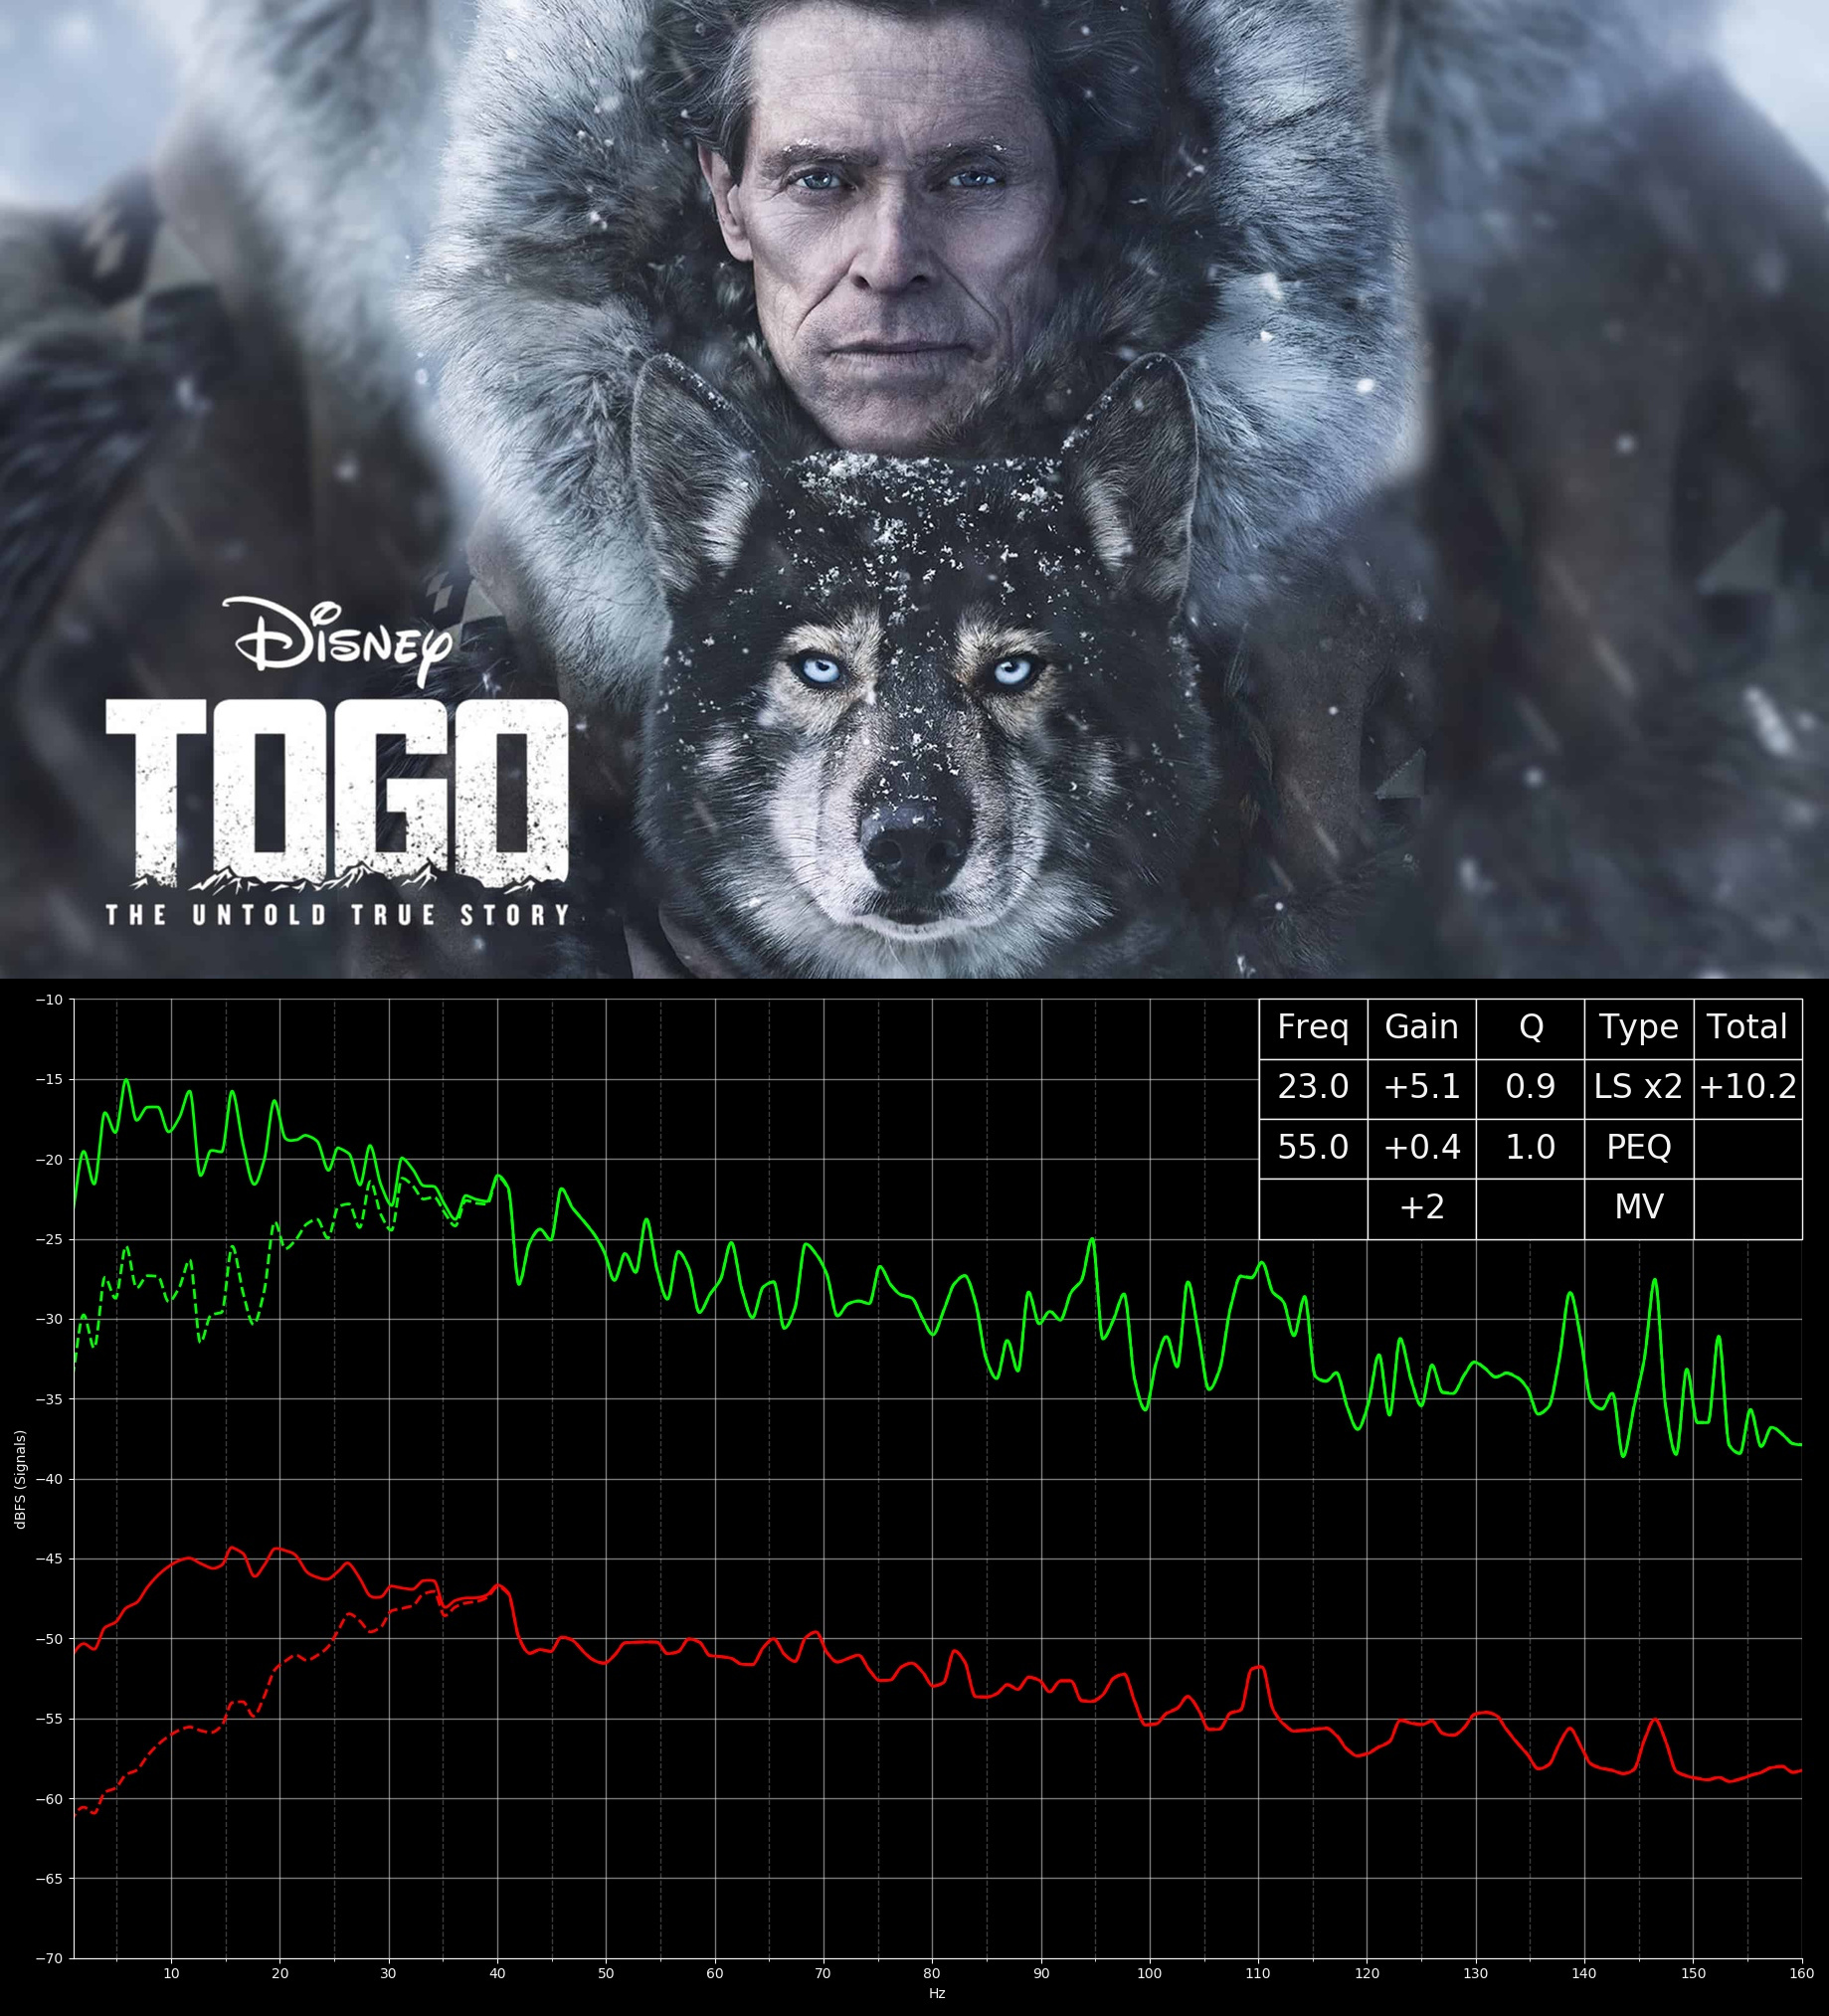 Disney
TOGO
THE UNTOLD TRUE STORY
Freq Gain Q Type Total
23.0 +5.1 0.9 LS x2 +10.2
55.0 +0.4 1.0 PEQ
+2 MV
−10
−15
−20
−25
−30
−35
−40
−45
−50
−55
−60
−65
−70
dBFS (Signals)
10 20 30 40 50 60 70 80 90 100 110 120 130 140 150 160
Hz